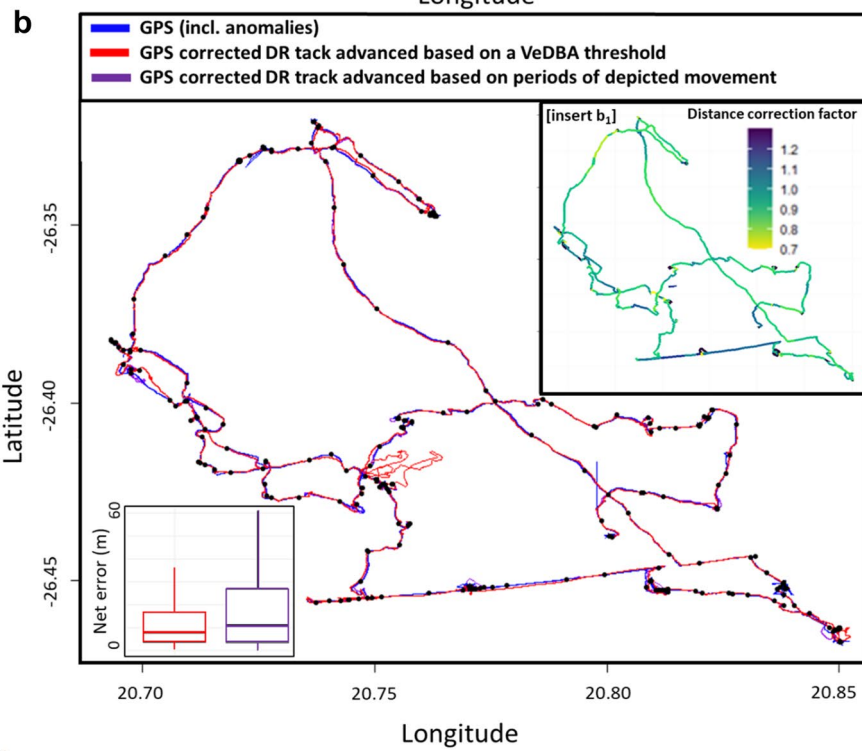 Longitude
b
GPS (incl. anomalies)
GPS corrected DR tack advanced based on a VeDBA threshold
GPS corrected DR track advanced based on periods of depicted movement
[insert b1]
Distance correction factor
1.2
1.1
1.0
0.9
0.8
0.7
-26.35
-26.40
-26.45
Latitude
Net error (m)
60
0
20.70
20.75
20.80
20.85
Longitude